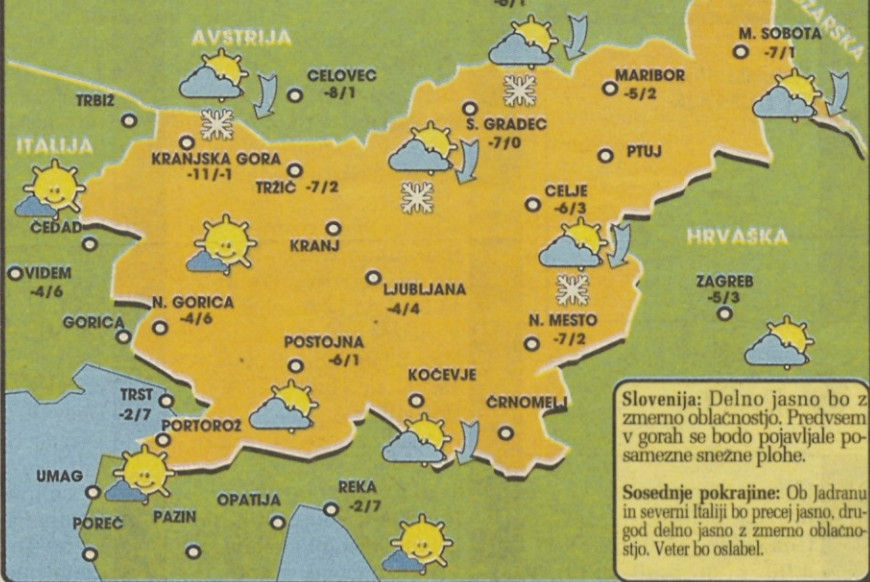 -6/1
AVSTRIJA
M. SOBOTA
-7/1
CELOVEC
-8/1
MARIBOR
-5/2
TRBIŽ
S. GRADEC
-7/0
ITALIJA
KRANJSKA GORA
-11/-1
PTUJ
TRŽIČ -7/2
CELJE
-6/3
ČEDAD
KRANJ
HRVAŠKA
VIDEM
-4/6
LJUBLJANA
-4/4
ZAGREB
-5/3
N. GORICA
-4/6
GORICA
N. MESTO
-7/2
POSTOJNA
-6/1
KOČEVJE
TRST
-2/7
ČRNOMELJ
PORTOROŽ
UMAG
REKA
-2/7
OPATIJA
POREČ
PAZIN
Slovenija: Delno jasno bo z
zmerno oblačnostjo. Predvsem
v gorah se bodo pojavljale po-
samezne snežne plohe.
Sosednje pokrajine: Ob Jadranu
in severni Italiji bo precej jasno, dru-
god delno jasno z zmerno oblačno-
stjo. Veter bo oslabel.